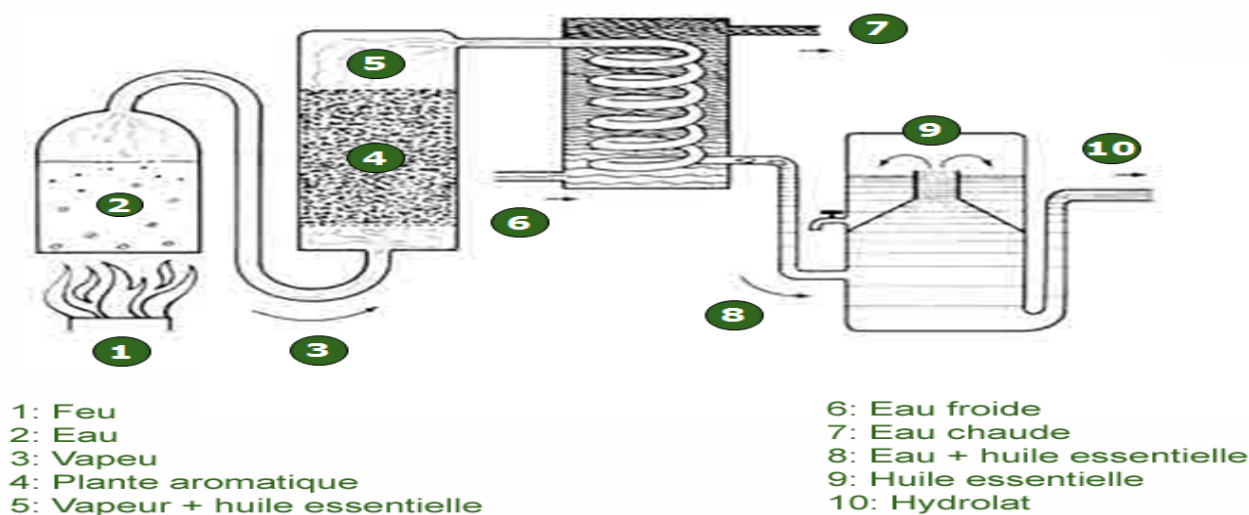 7
5
9
4
10
2
6
8
1
3
1: Feu
2: Eau
3: Vapeu
4: Plante aromatique
5: Vapeur + huile essentielle
6: Eau froide
7: Eau chaude
8: Eau + huile essentielle
9: Huile essentielle
10: Hydrolat